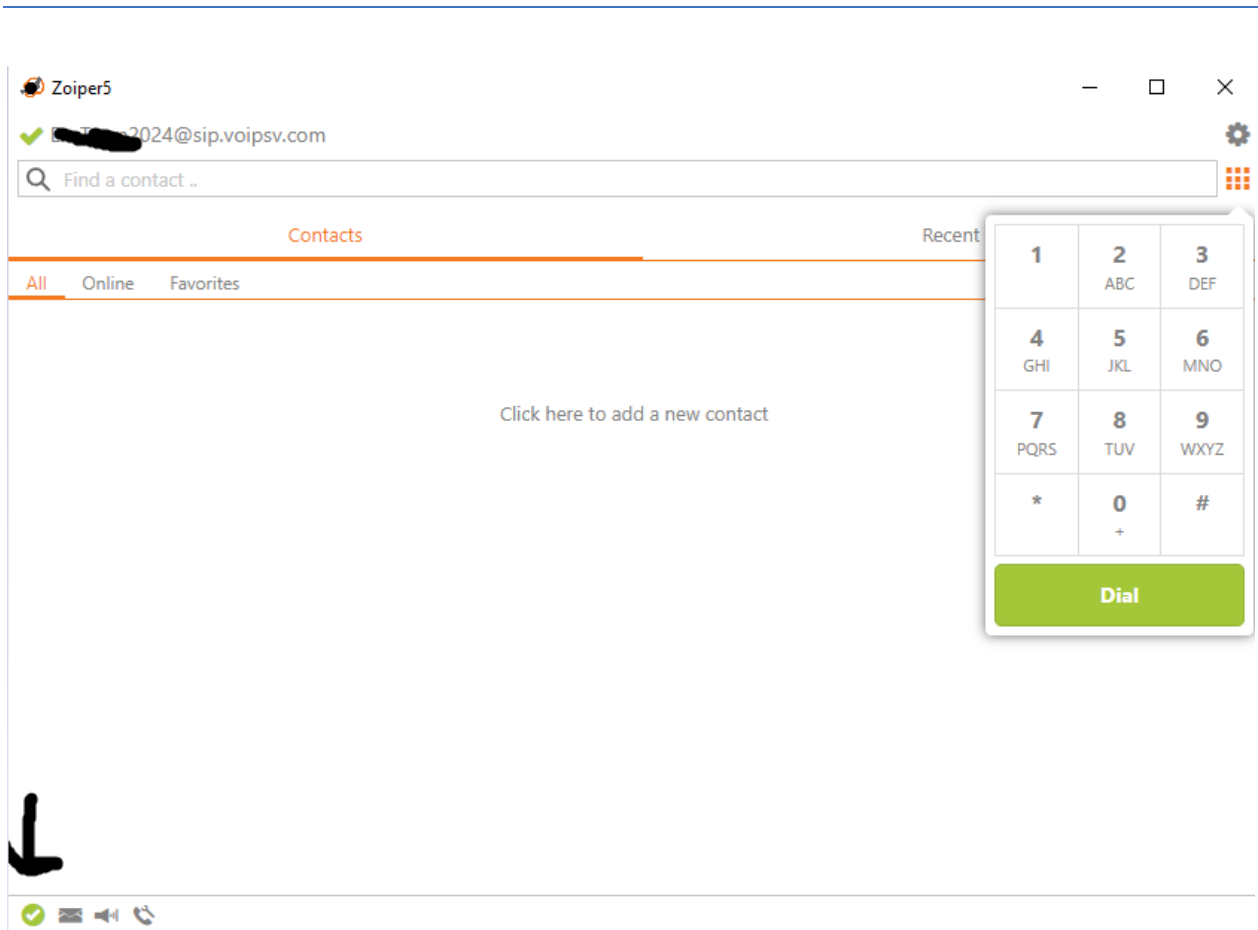 Zoiper5
2024@sip.voipsv.com
Find a contact ..
Contacts
Recent
All Online Favorites
Click here to add a new contact
1 2 3
ABC DEF
4 5 6
GHI JKL MNO
7 8 9
PQRS TUV WXYZ
* 0 #
+
Dial